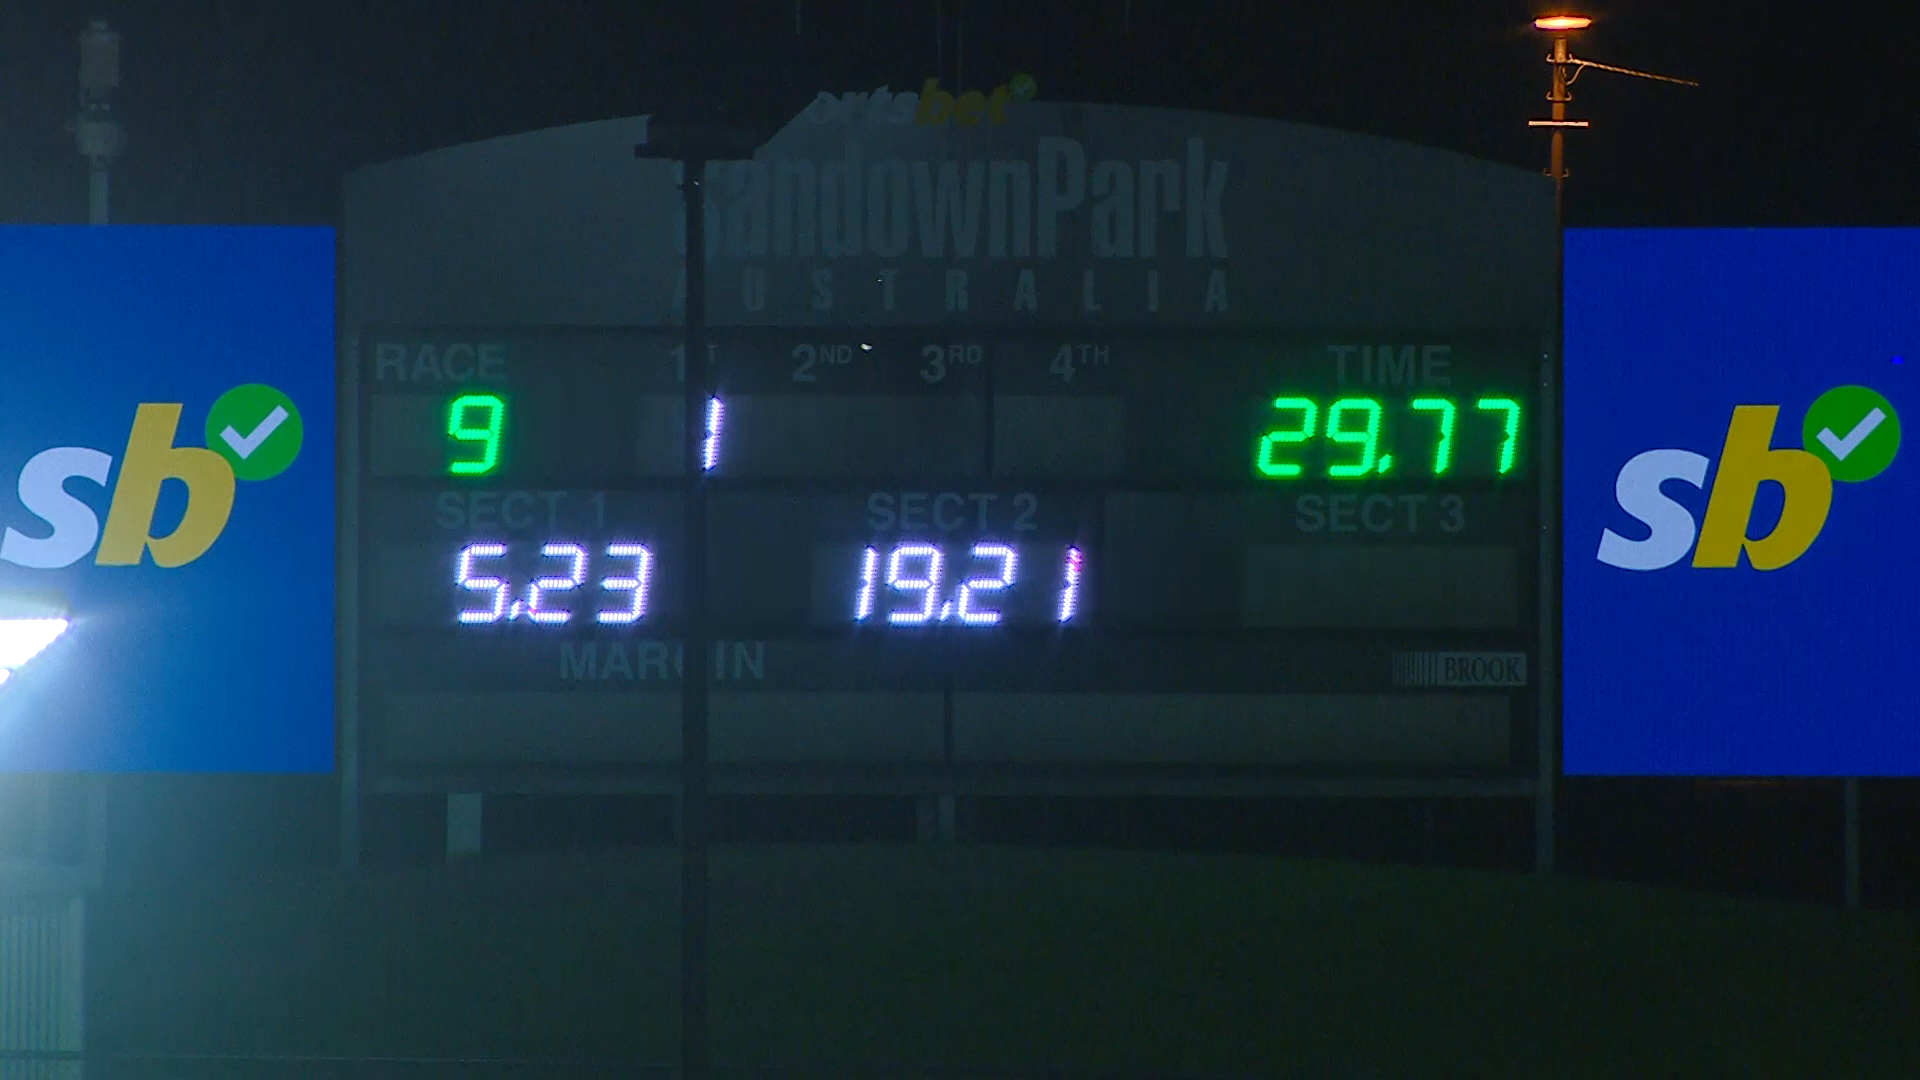 ortsbet
SandownPark
AUSTRALIA
RACE 1ST 2ND 3RD 4TH TIME
9 1 29.77
SECT 1 SECT 2 SECT 3
5.23 19.21
MARGIN
BROOK
sb
sb